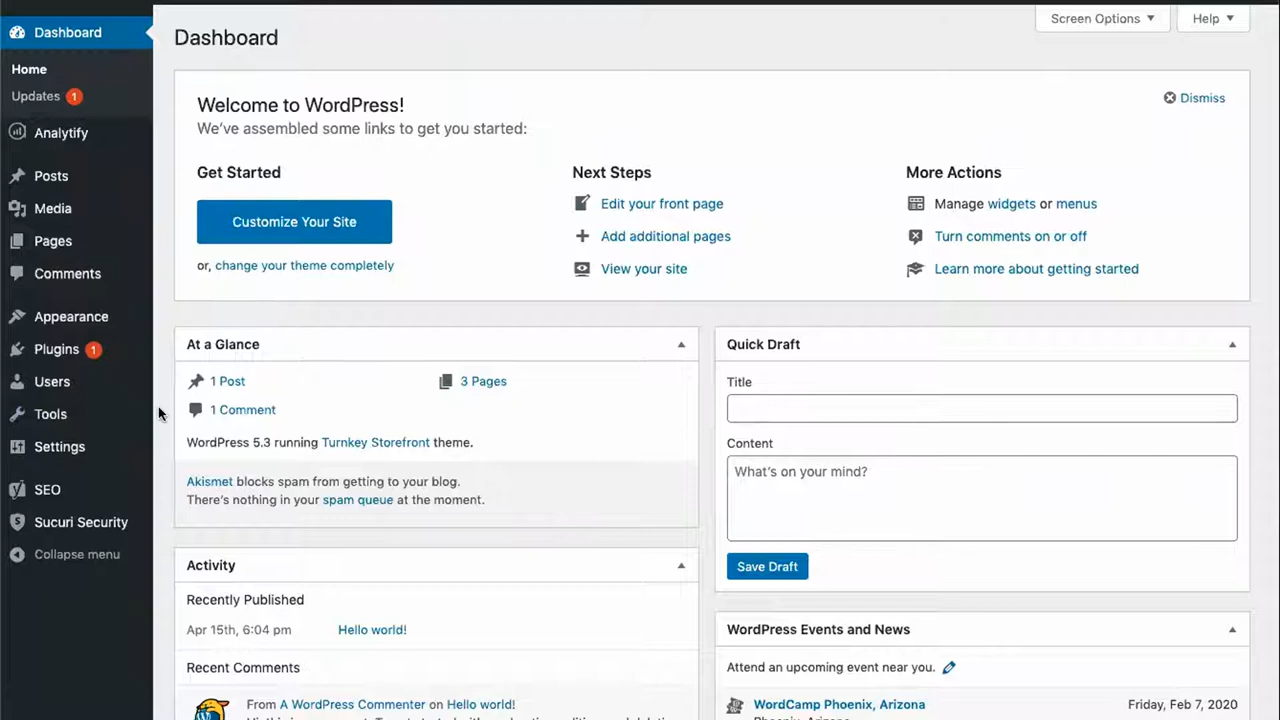 Dashboard
Home
Updates 1
Analytify
Posts
Media
Pages
Comments
Appearance
Plugins 1
Users
Tools
Settings
SEO
Sucuri Security
Collapse menu
Screen Options
Help
Dashboard
Welcome to WordPress!
We've assembled some links to get you started:
Dismiss
Get Started
Customize Your Site
or, change your theme completely
Next Steps
Edit your front page
Add additional pages
View your site
More Actions
Manage widgets or menus
Turn comments on or off
Learn more about getting started
At a Glance
1 Post
3 Pages
1 Comment
WordPress 5.3 running Turnkey Storefront theme.
Akismet blocks spam from getting to your blog.
There's nothing in your spam queue at the moment.
Activity
Recently Published
Apr 15th, 6:04 pm Hello world!
Recent Comments
From A WordPress Commenter on Hello world!
Quick Draft
Title
Content
What's on your mind?
Save Draft
WordPress Events and News
Attend an upcoming event near you.
WordCamp Phoenix, Arizona
Friday, Feb 7, 2020